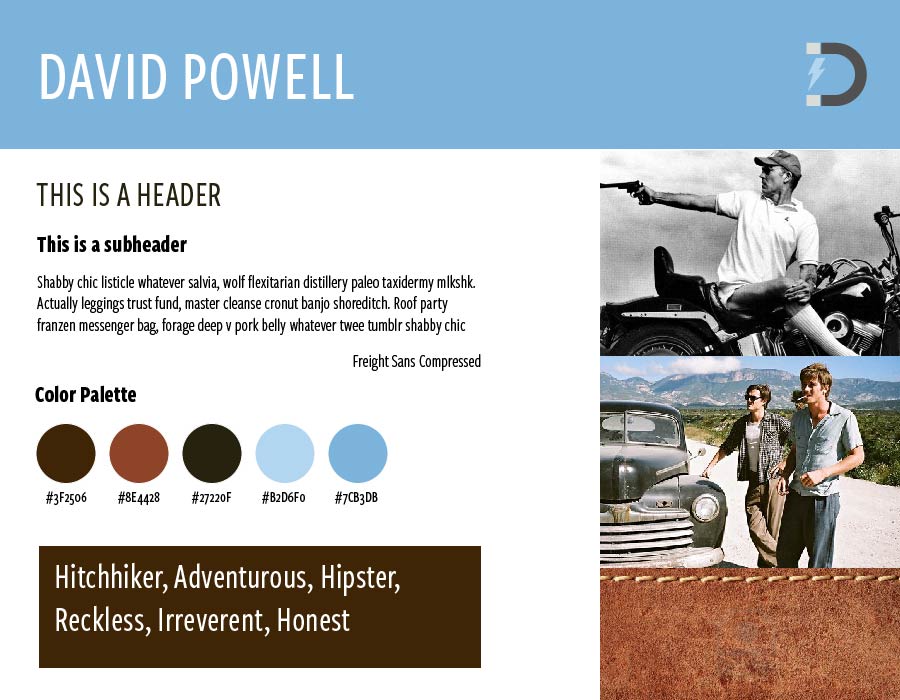 DAVID POWELL
THIS IS A HEADER
This is a subheader
Shabby chic listicle whatever salvia, wolf flexitarian distillery paleo taxidermy mlkshk.
Actually leggings trust fund, master cleanse cronut banjo shoreditch. Roof party
franzen messenger bag, forage deep v pork belly whatever twee tumblr shabby chic
Freight Sans Compressed
Color Palette
#3F2506 #8E4428 #27220F #B2D6F0 #7CB3DB
Hitchhiker, Adventurous, Hipster,
Reckless, Irreverent, Honest